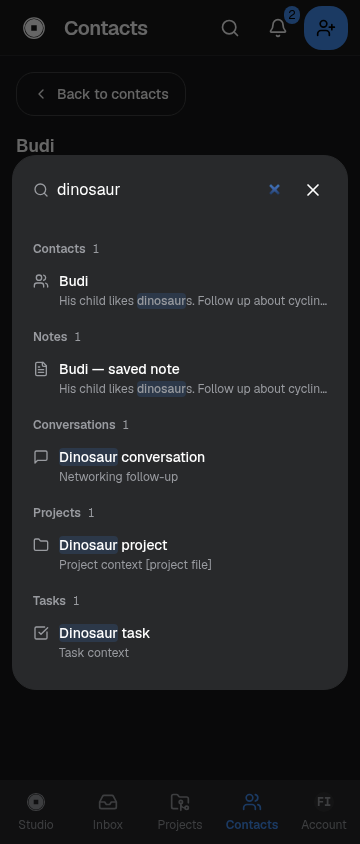 Contacts
2
Back to contacts
Budi
dinosaur
Contacts 1
Budi
His child likes dinosaurs. Follow up about cyclin...
Notes 1
Budi — saved note
His child likes dinosaurs. Follow up about cyclin...
Conversations 1
Dinosaur conversation
Networking follow-up
Projects 1
Dinosaur project
Project context [project file]
Tasks 1
Dinosaur task
Task context
FI
Studio Inbox Projects Contacts Account